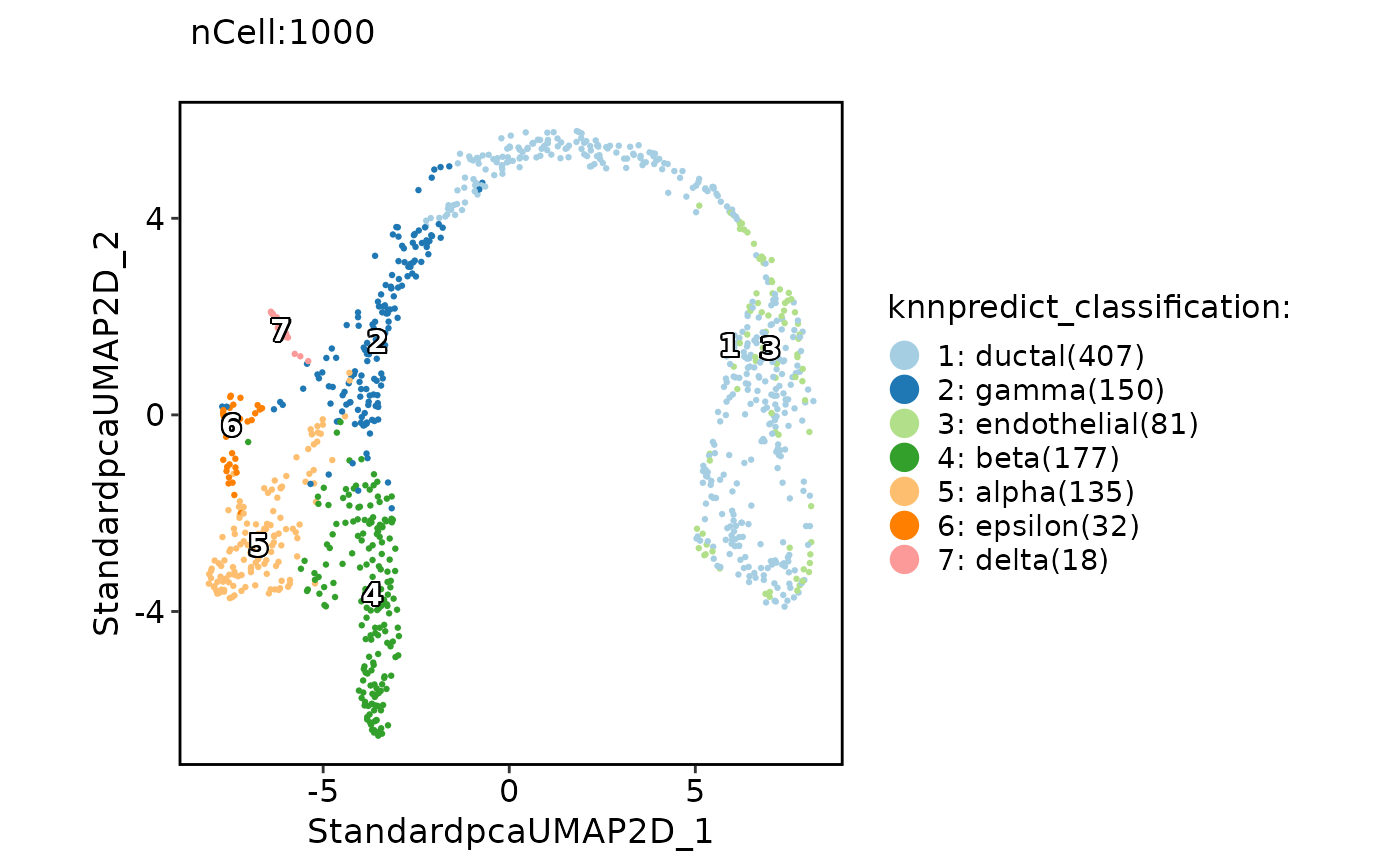 nCell:1000
StandardpcaUMAP2D_2
4
0
-4
-5
0
5
StandardpcaUMAP2D_1
1
2
3
4
5
6
7
knnpredict_classification:
1: ductal(407)
2: gamma(150)
3: endothelial(81)
4: beta(177)
5: alpha(135)
6: epsilon(32)
7: delta(18)